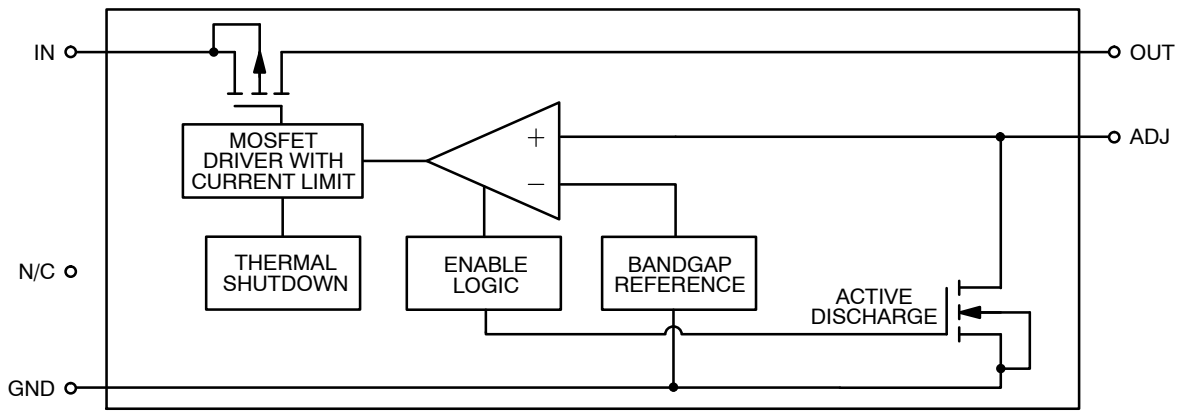 IN
OUT
MOSFET
DRIVER WITH
CURRENT LIMIT
+
ADJ
−
THERMAL
SHUTDOWN
ENABLE
LOGIC
BANDGAP
REFERENCE
N/C
ACTIVE
DISCHARGE
GND